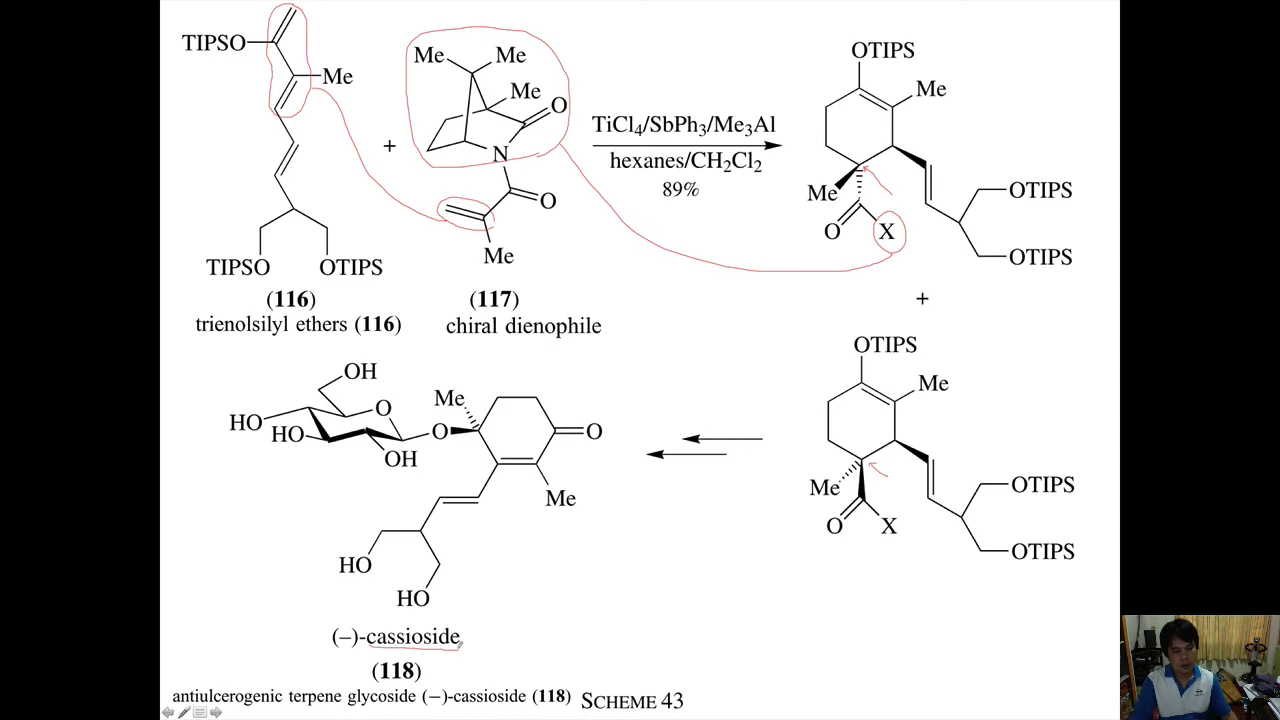 TIPSO
Me
TIPSO
OTIPS
(116)
trienolsilyl ethers (116)
+
Me
Me
Me
O
N
O
Me
(117)
chiral dienophile
TiCl4/SbPh3/Me3Al
hexanes/CH2Cl2
89%
OTIPS
Me
Me
O
X
OTIPS
OTIPS
+
OTIPS
Me
Me
O
X
OTIPS
OTIPS
OH
HO
O
HO
OH
O
Me
O
Me
HO
HO
(−)-cassioside
(118)
antiulcerogenic terpene glycoside (−)-cassioside (118)
SCHEME 43